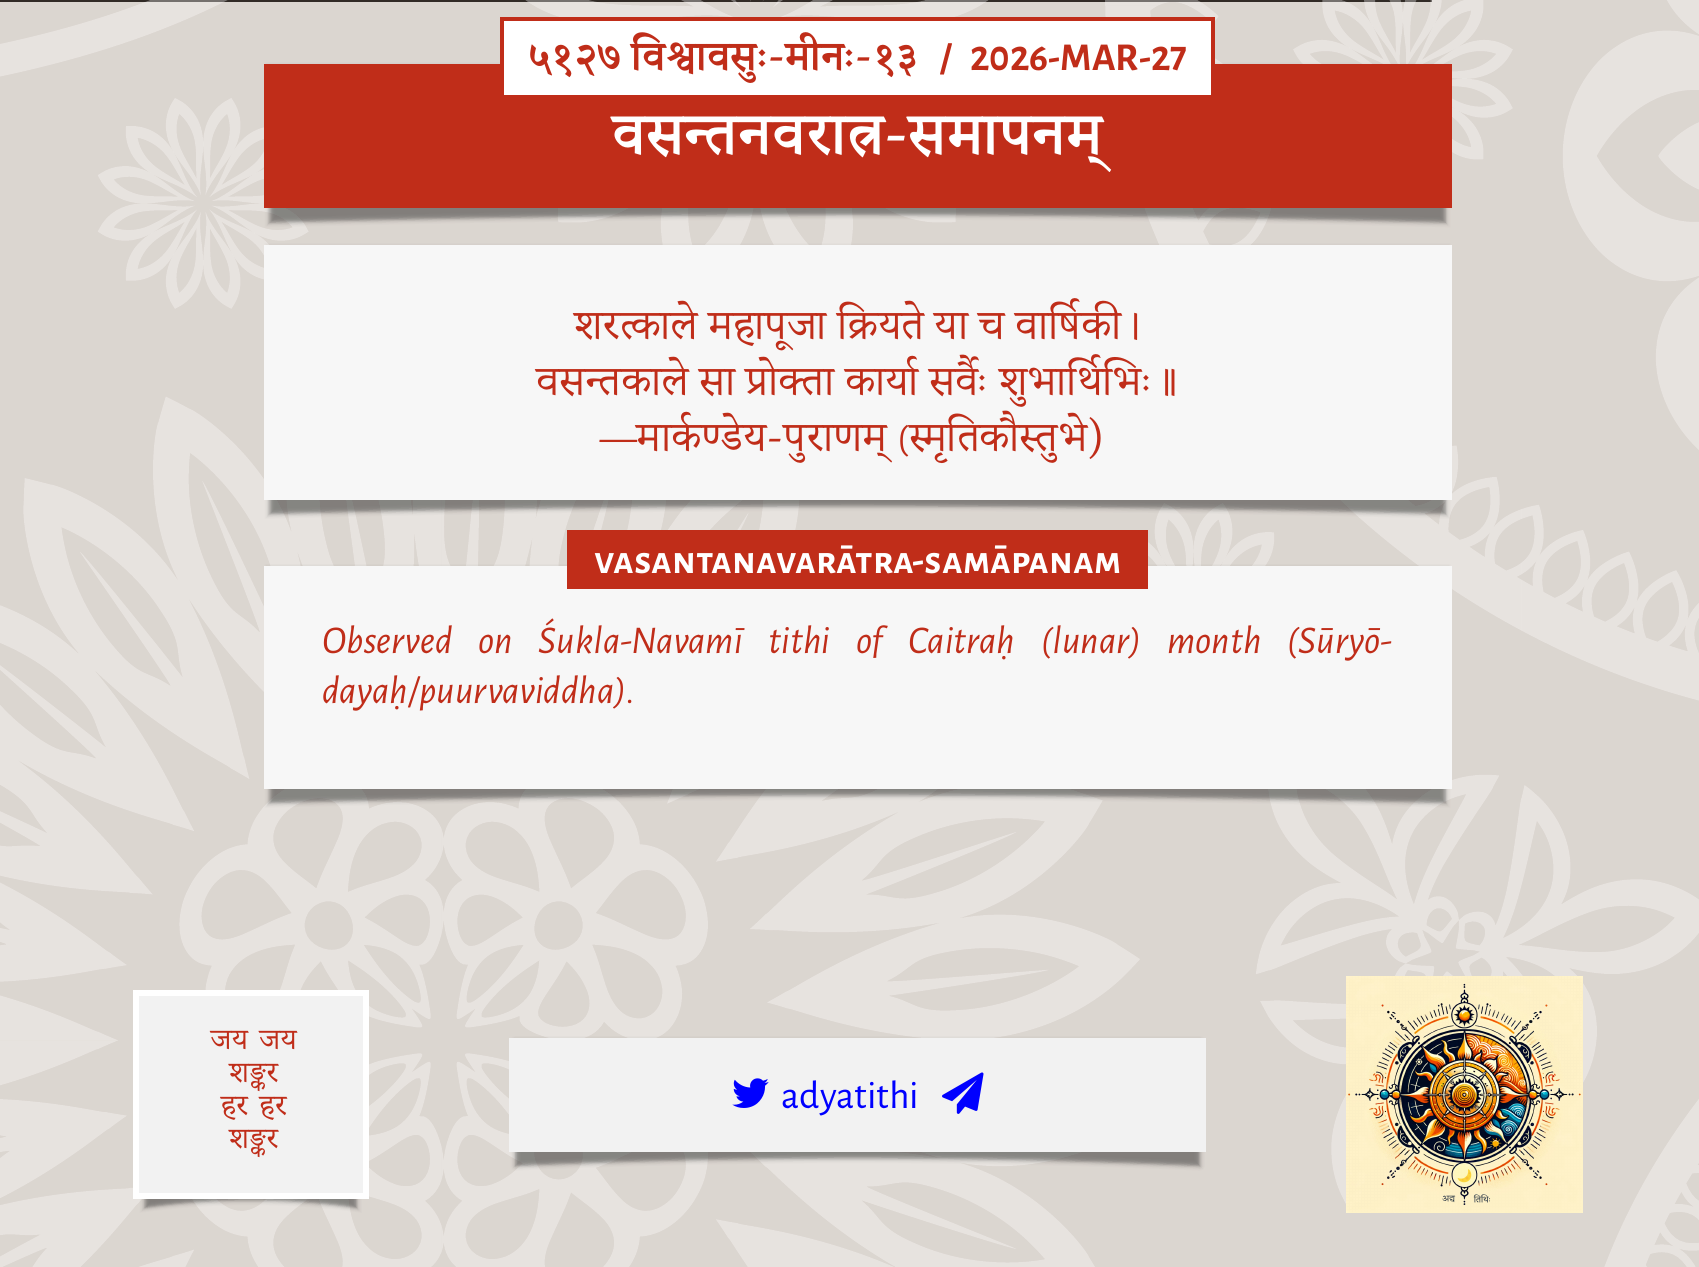 ५१२७ विश्वावसुः-मीनः-१३ / 2026-MAR-27
वसन्तनवरात्र-समापनम्
शरत्काले महापूजा क्रियते या च वार्षिकी।
वसन्तकाले सा प्रोक्ता कार्या सर्वैः शुभार्थिभिः॥
—मार्कण्डेय-पुराणम् (स्मृतिकौस्तुभे)
VASANTANAVARĀTRA-SAMĀPANAM
Observed on Śukla-Navamī tithi of Caitraḥ (lunar) month (Sūryō-
dayaḥ/puurvaviddha).
जय जय
शङ्कर
हर हर
शङ्कर
adyatithi
अद्य तिथिः